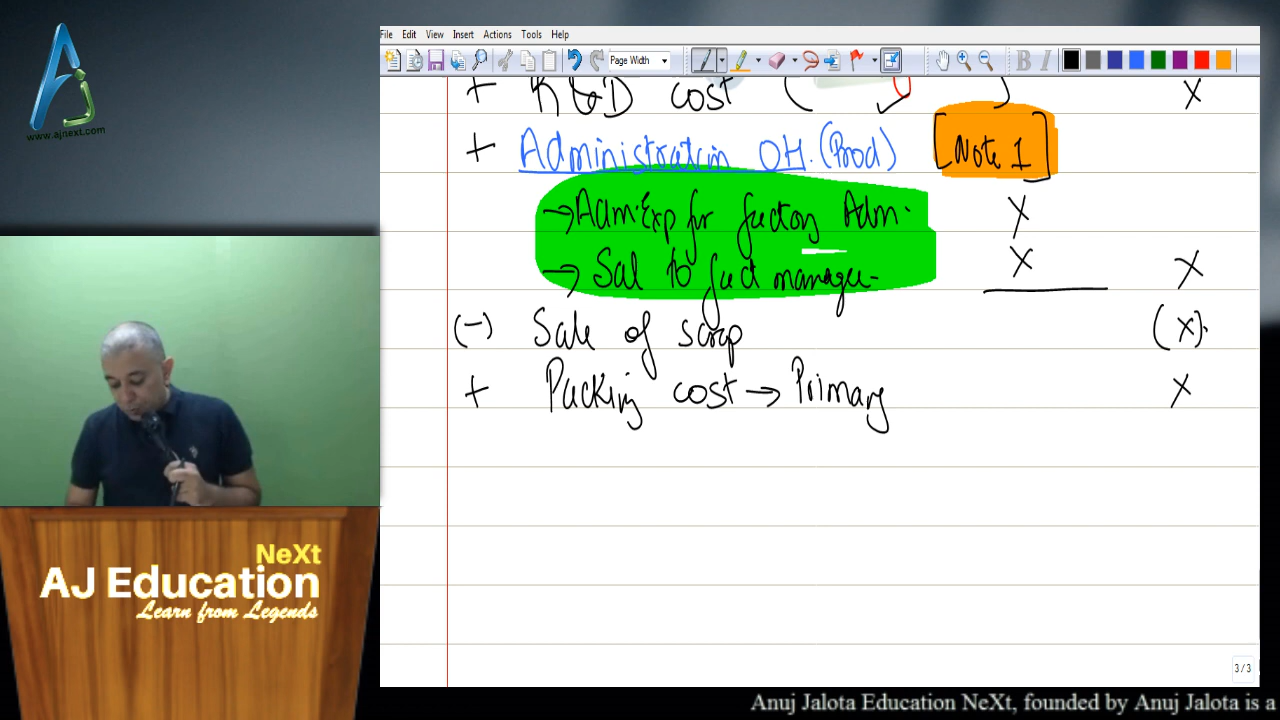 www.ajnext.com
File Edit View Insert Actions Tools Help
Page Width
B I
+ R&D cost ( ) X
+ Administratin OH. (Prod) [Note 1]
→ Adm. Exp for factory Adm. X
→ Sal to fact manager X X
(-) Sale of scrap (X).
+ Packing cost → Primary X
NeXt
AJ Education
Learn from Legends
3/3
Anuj Jalota Education NeXt, founded by Anuj Jalota is a